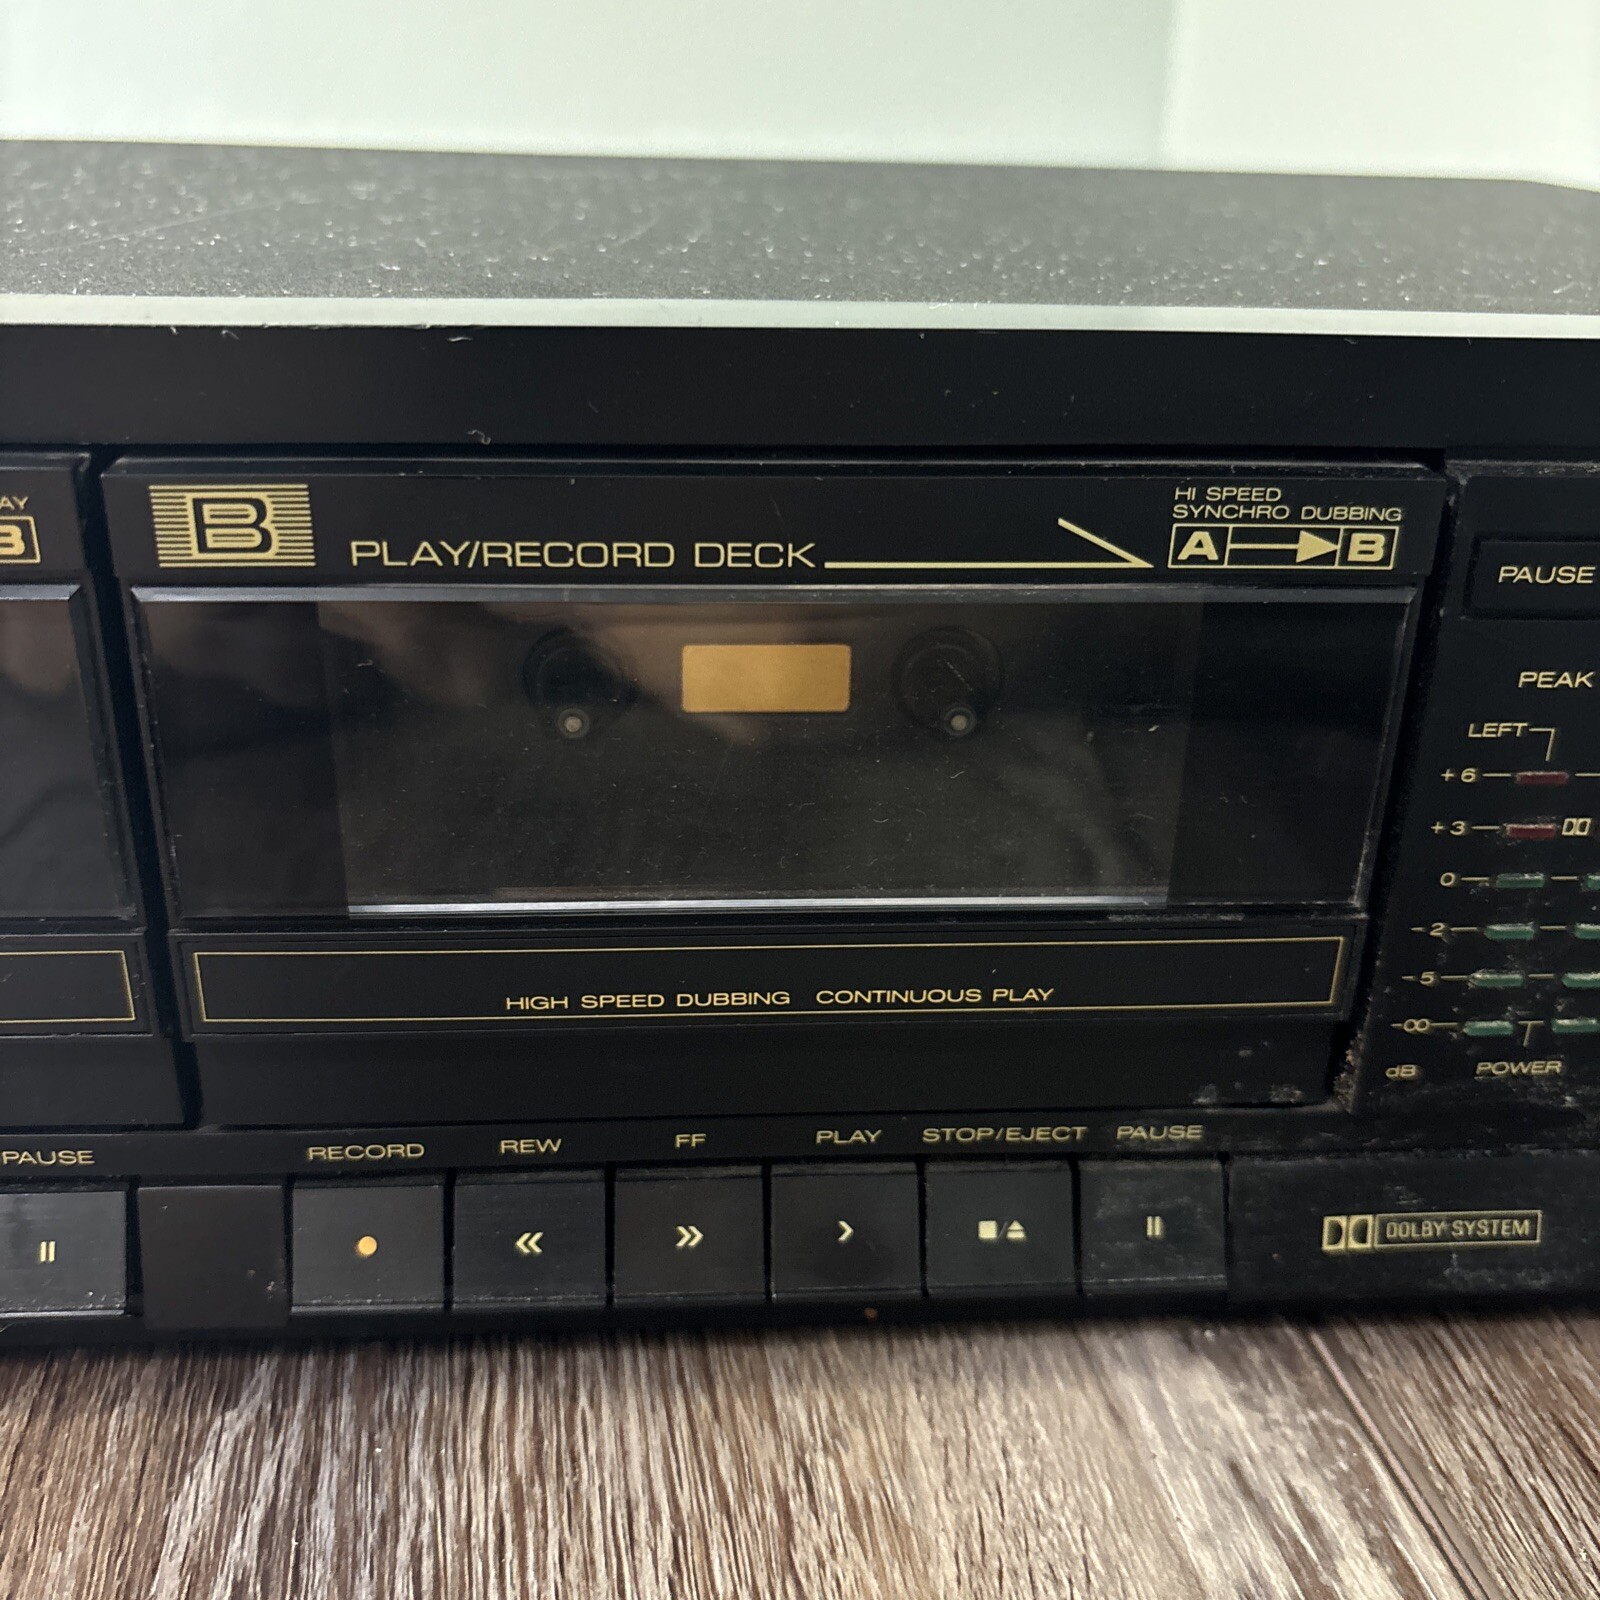 AY
B
B
PLAY/RECORD DECK
HI SPEED
SYNCHRO DUBBING
A B
PAUSE
PEAK
LEFT
+6
+3
0
-2
-5
-∞
dB
POWER
HIGH SPEED DUBBING CONTINUOUS PLAY
PAUSE
RECORD
REW
FF
PLAY
STOP/EJECT
PAUSE
DOLBY SYSTEM